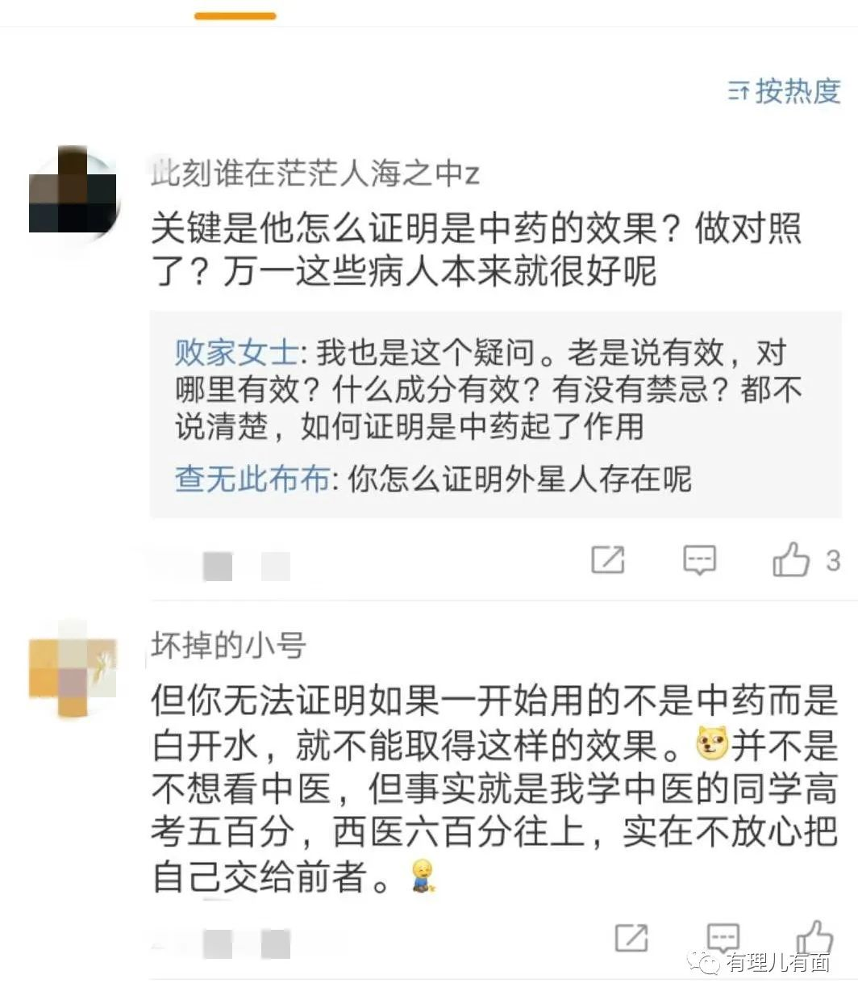 按热度
此刻谁在茫茫人海之中z
关键是他怎么证明是中药的效果？做对照
了？万一这些病人本来就很好呢
败家女士: 我也是这个疑问。老是说有效，对
哪里有效？什么成分有效？有没有禁忌？都不
说清楚，如何证明是中药起了作用
查无此布布: 你怎么证明外星人存在呢
3
坏掉的小号
但你无法证明如果一开始用的不是中药而是
白开水，就不能取得这样的效果。并不是
不想看中医，但事实就是我学中医的同学高
考五百分，西医六百分往上，实在不放心把
自己交给前者。
有理儿有面